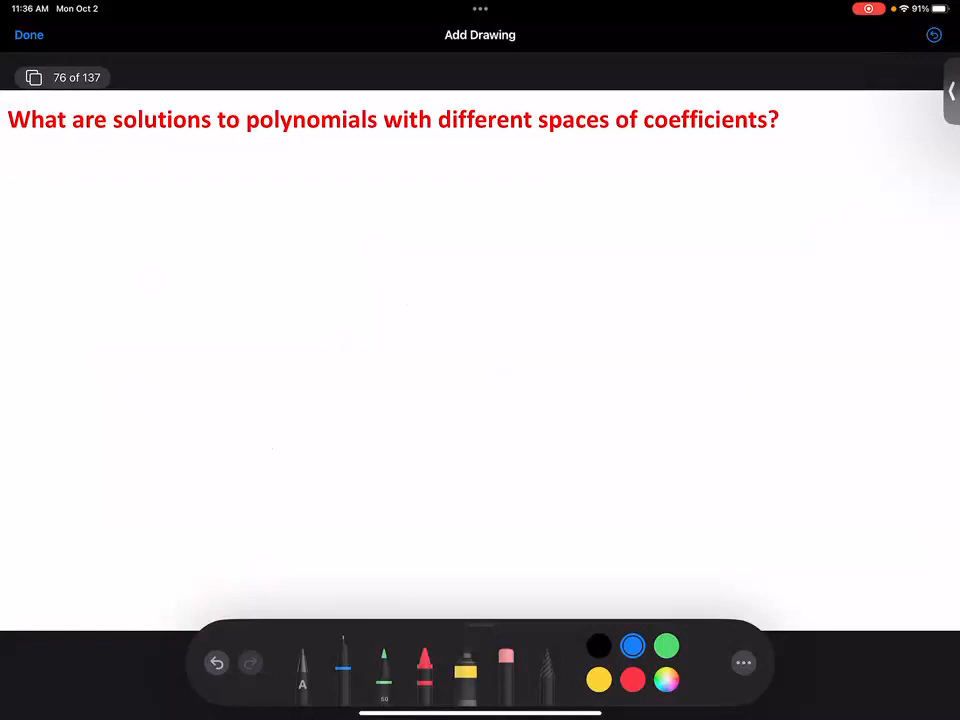 11:36 AM Mon Oct 2
91%
Done
Add Drawing
76 of 137
What are solutions to polynomials with different spaces of coefficients?
A
50